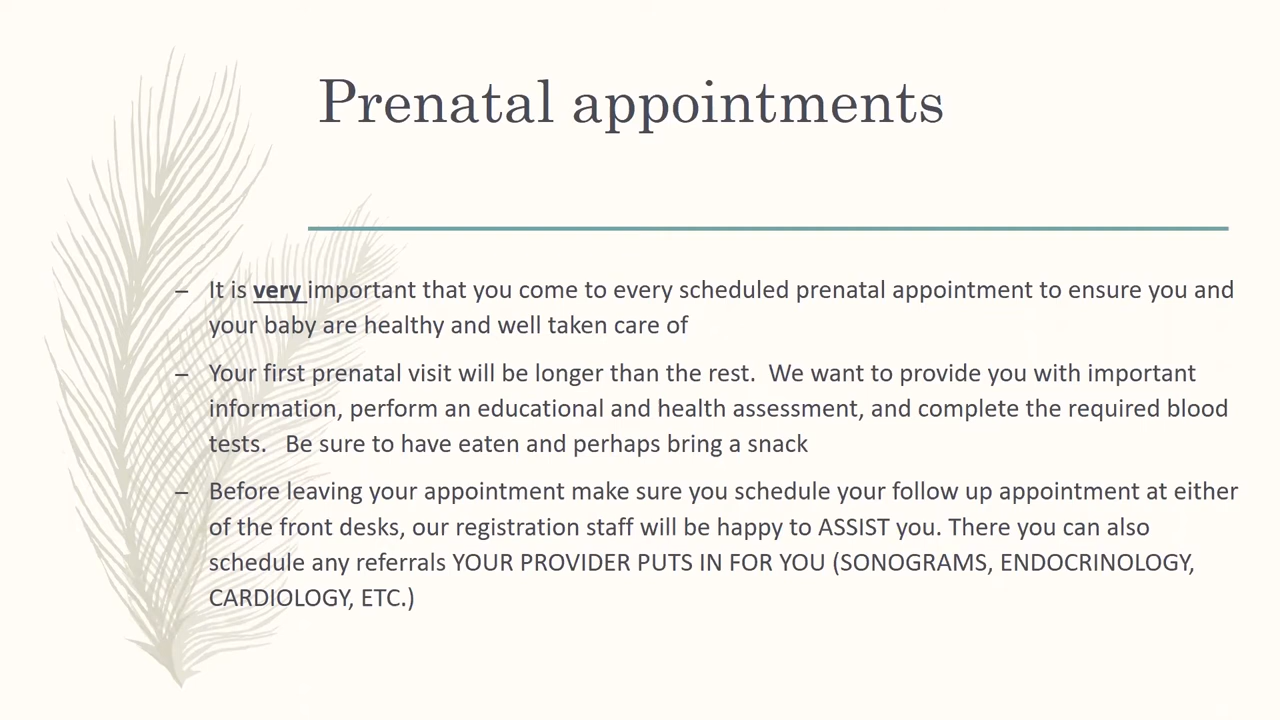 Prenatal appointments
– It is very important that you come to every scheduled prenatal appointment to ensure you and
your baby are healthy and well taken care of
– Your first prenatal visit will be longer than the rest.  We want to provide you with important
information, perform an educational and health assessment, and complete the required blood
tests.   Be sure to have eaten and perhaps bring a snack
– Before leaving your appointment make sure you schedule your follow up appointment at either
of the front desks, our registration staff will be happy to ASSIST you. There you can also
schedule any referrals YOUR PROVIDER PUTS IN FOR YOU (SONOGRAMS, ENDOCRINOLOGY,
CARDIOLOGY, ETC.)